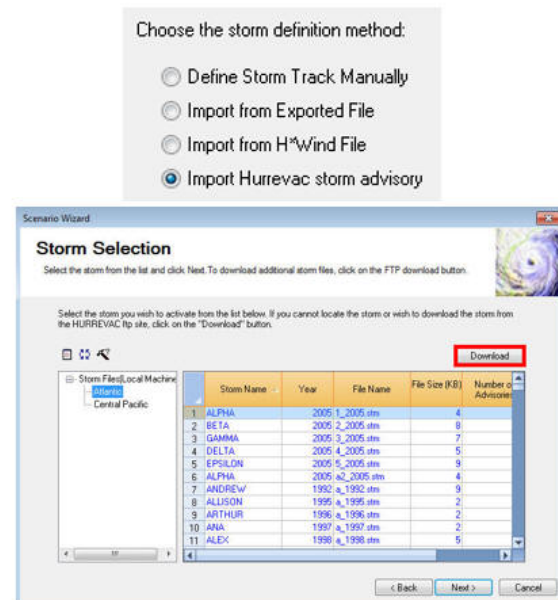 Choose the storm definition method:
Define Storm Track Manually
Import from Exported File
Import from H*Wind File
Import Hurrevac storm advisory
Scenario Wizard
Storm Selection
Select the storm from the list and click Next. To download additional storm files, click on the FTP download button.
Select the storm you wish to activate from the list below. If you cannot locate the storm or wish to download the storm from
the HURREVAC ftp site, click on the "Download" button.
Download
Storm Files(Local Machine
Atlantic
Central Pacific
Storm Name Year File Name File Size (KB) Number o
Advisories
1 ALPHA 2005 1_2005.stm 4
2 BETA 2005 2_2005.stm 8
3 GAMMA 2005 3_2005.stm 7
4 DELTA 2005 4_2005.stm 5
5 EPSILON 2005 5_2005.stm 9
6 ALPHA 2005 a2_2005.stm 4
7 ANDREW 1992 a_1992.stm 9
8 ALLISON 1995 a_1995.stm 2
9 ARTHUR 1996 a_1996.stm 2
10 ANA 1997 a_1997.stm 2
11 ALEX 1998 a_1998.stm 5
< Back Next > Cancel